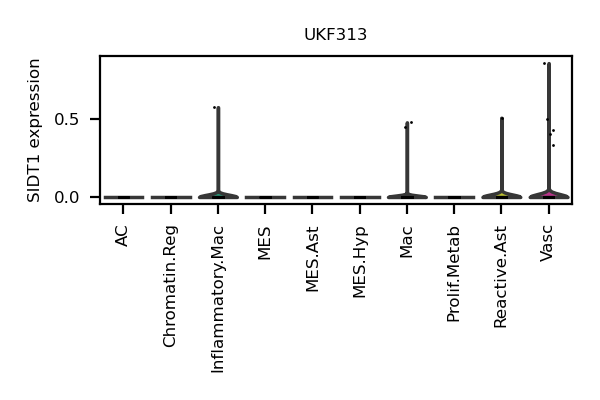 UKF313
SIDT1 expression
0.5
0.0
AC
Chromatin.Reg
Inflammatory.Mac
MES
MES.Ast
MES.Hyp
Mac
Prolif.Metab
Reactive.Ast
Vasc